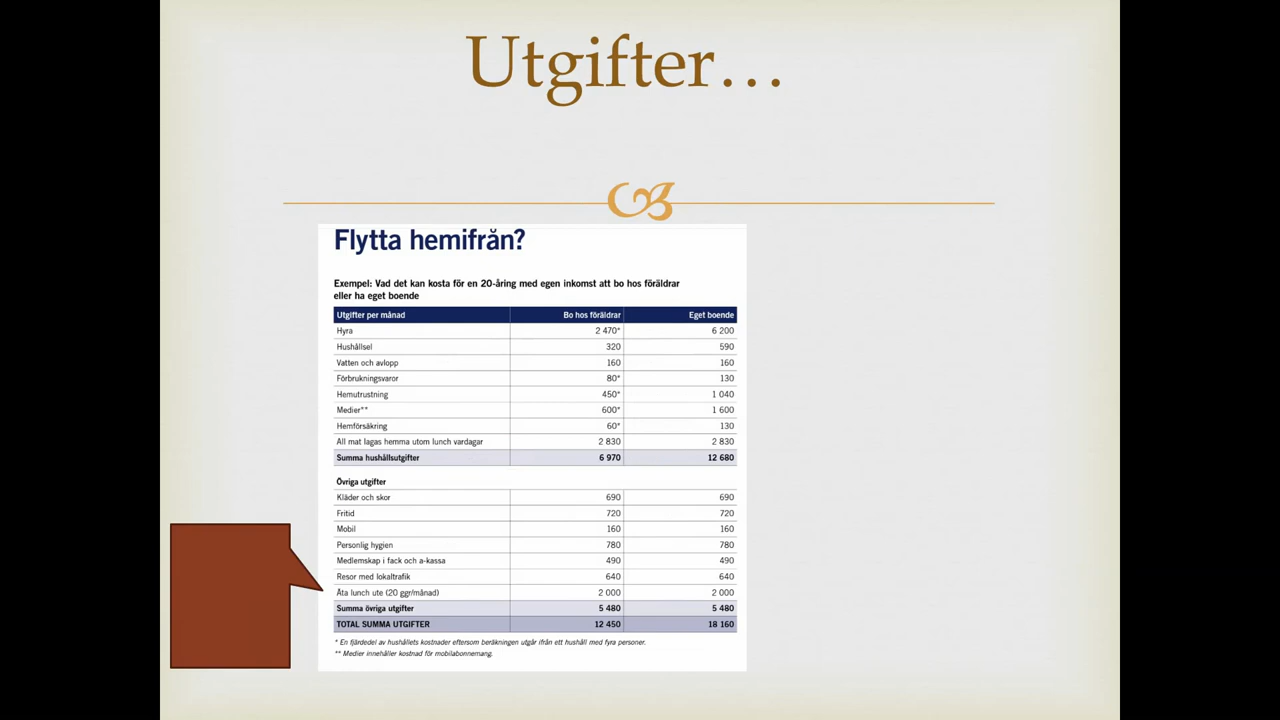 Utgifter…
Flytta hemifrån?
Exempel: Vad det kan kosta för en 20-åring med egen inkomst att bo hos föräldrar
eller ha eget boende
Utgifter per månad Bo hos föräldrar Eget boende
Hyra 2 470* 6 200
Hushållsel 320 590
Vatten och avlopp 160 160
Förbrukningsvaror 80* 130
Hemutrustning 450* 1 040
Medier** 600* 1 600
Hemförsäkring 60* 130
All mat lagas hemma utom lunch vardagar 2 830 2 830
Summa hushållsutgifter 6 970 12 680
Övriga utgifter
Kläder och skor 690 690
Fritid 720 720
Mobil 160 160
Personlig hygien 780 780
Medlemskap i fack och a-kassa 490 490
Resor med lokaltrafik 640 640
Äta lunch ute (20 ggr/månad) 2 000 2 000
Summa övriga utgifter 5 480 5 480
TOTAL SUMMA UTGIFTER 12 450 18 160
* En fjärdedel av hushållets kostnader eftersom beräkningen utgår ifrån ett hushåll med fyra personer.
** Medier innehåller kostnad för mobilabonnemang.